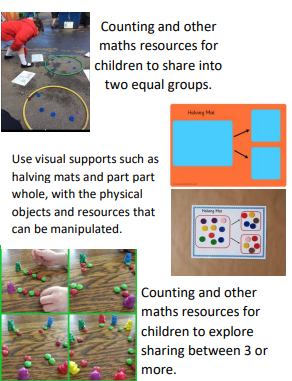 Counting and other
maths resources for
children to share into
two equal groups.
Halving Mat
Use visual supports such as
halving mats and part part
whole, with the physical
objects and resources that
can be manipulated.
Halving Mat
Counting and other
maths resources for
children to explore
sharing between 3 or
more.